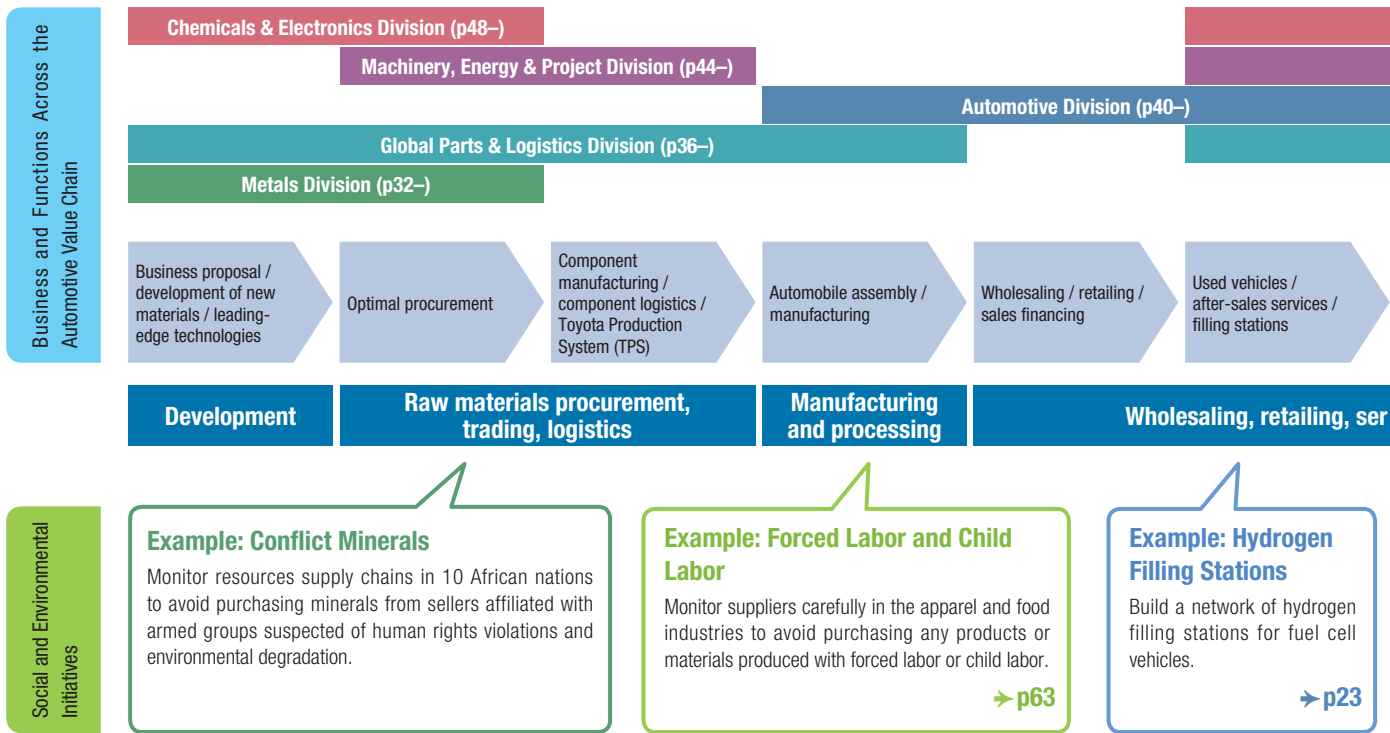 Business and Functions Across the
Automotive Value Chain
Chemicals & Electronics Division (p48–)
Machinery, Energy & Project Division (p44–)
Automotive Division (p40–)
Global Parts & Logistics Division (p36–)
Metals Division (p32–)
Business proposal /
development of new
materials / leading-
edge technologies
Optimal procurement
Component
manufacturing /
component logistics /
Toyota Production
System (TPS)
Automobile assembly /
manufacturing
Wholesaling / retailing /
sales financing
Used vehicles /
after-sales services /
filling stations
Development
Raw materials procurement,
trading, logistics
Manufacturing
and processing
Wholesaling, retailing, ser
Social and Environmental
Initiatives
Example: Conflict Minerals
Monitor resources supply chains in 10 African nations
to avoid purchasing minerals from sellers affiliated with
armed groups suspected of human rights violations and
environmental degradation.
Example: Forced Labor and Child
Labor
Monitor suppliers carefully in the apparel and food
industries to avoid purchasing any products or
materials produced with forced labor or child labor.
p63
Example: Hydrogen
Filling Stations
Build a network of hydrogen
filling stations for fuel cell
vehicles.
p23